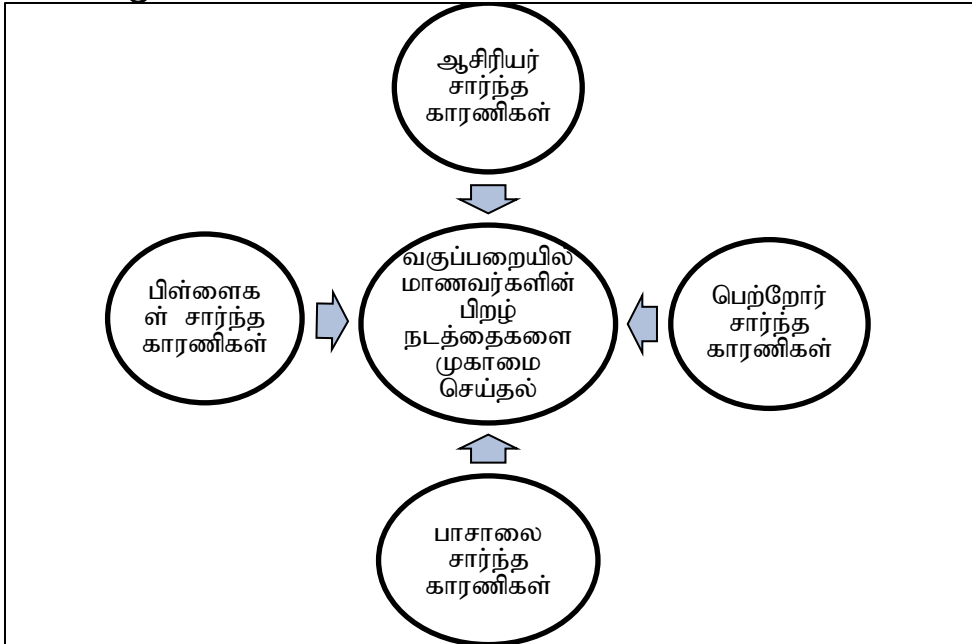 ஆசிரியர்
சார்ந்த
காரணிகள்
பிள்ளைக
ள் சார்ந்த
காரணிகள்
வகுப்பறையில்
மாணவர்களின்
பிறழ்
நடத்தைகளை
முகாமை
செய்தல்
பெற்றோர்
சார்ந்த
காரணிகள்
பாசாலை
சார்ந்த
காரணிகள்